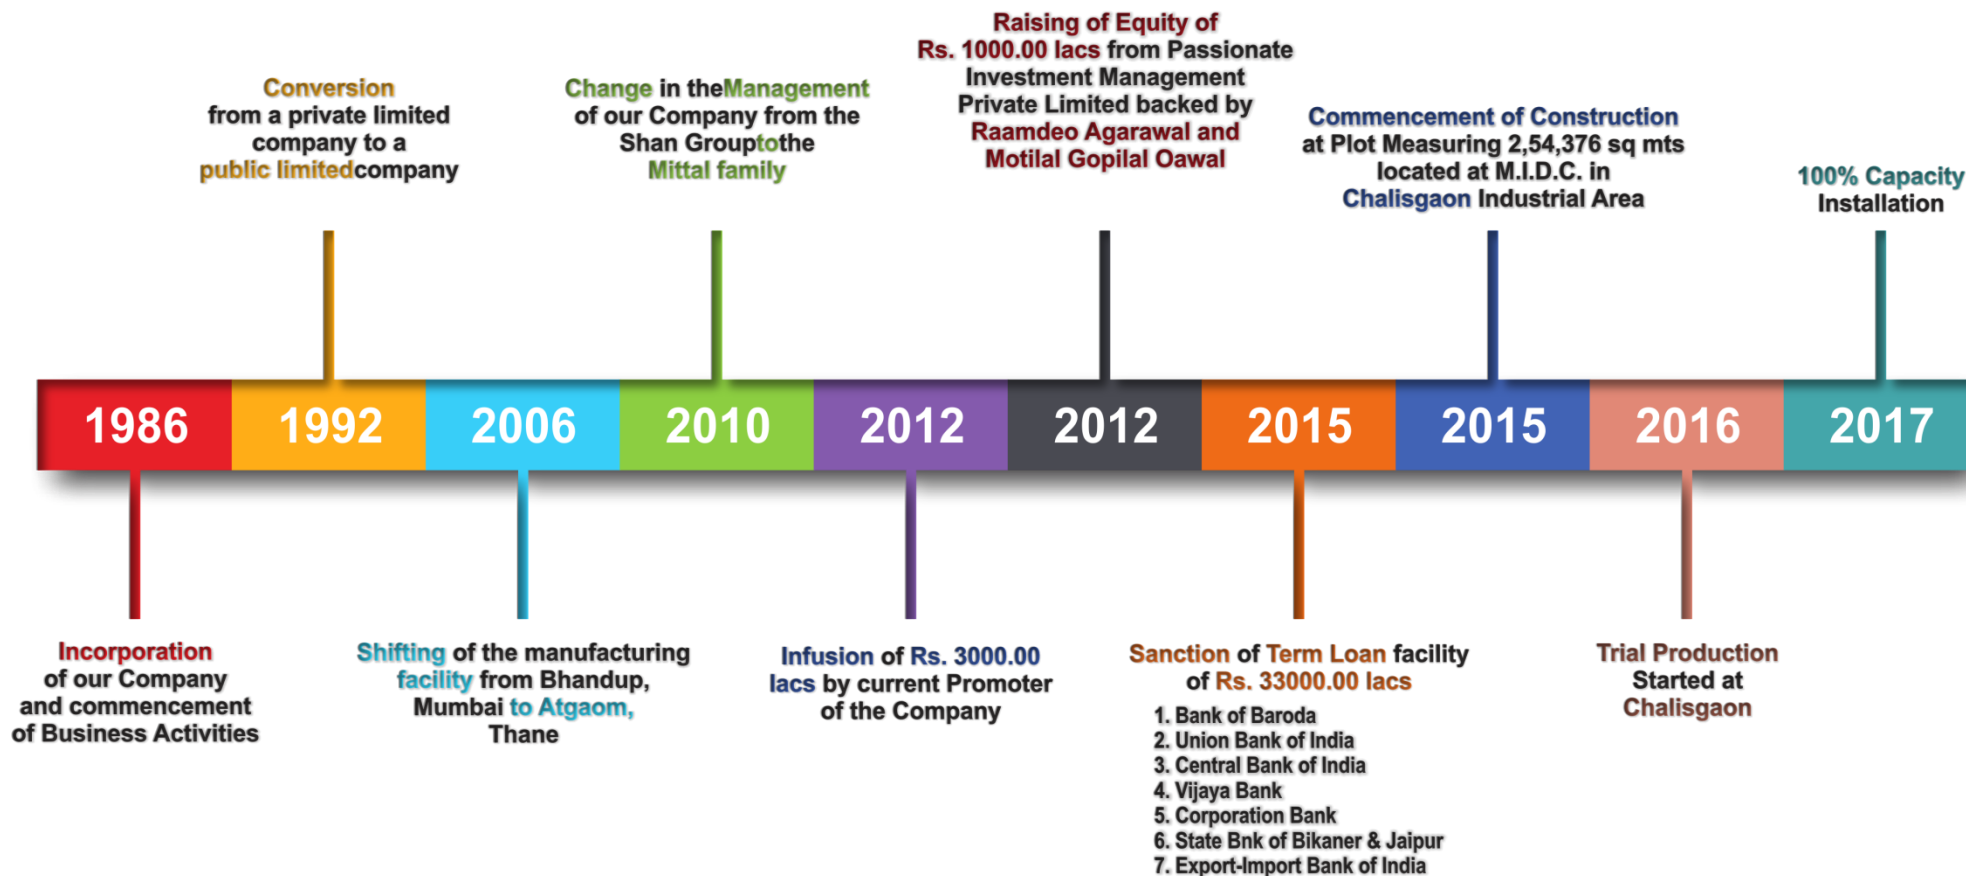 Raising of Equity of
Rs. 1000.00 lacs from Passionate
Investment Management
Private Limited backed by
Raamdeo Agarawal and
Motilal Gopilal Oawal
Conversion
from a private limited
company to a
public limitedcompany
Change in theManagement
of our Company from the
Shan Grouptothe
Mittal family
Commencement of Construction
at Plot Measuring 2,54,376 sq mts
located at M.I.D.C. in
Chalisgaon Industrial Area
100% Capacity
Installation
1986
1992
2006
2010
2012
2012
2015
2015
2016
2017
Incorporation
of our Company
and commencement
of Business Activities
Shifting of the manufacturing
facility from Bhandup,
Mumbai to Atgaom,
Thane
Infusion of Rs. 3000.00
lacs by current Promoter
of the Company
Sanction of Term Loan facility
of Rs. 33000.00 lacs
1. Bank of Baroda
2. Union Bank of India
3. Central Bank of India
4. Vijaya Bank
5. Corporation Bank
6. State Bnk of Bikaner & Jaipur
7. Export-Import Bank of India
Trial Production
Started at
Chalisgaon